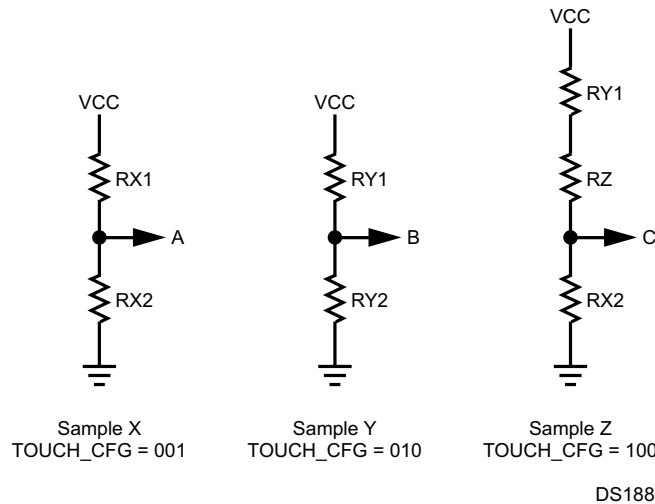 VCC
RX1
A
RX2
Sample X
TOUCH_CFG = 001
VCC
RY1
B
RY2
Sample Y
TOUCH_CFG = 010
VCC
RY1
RZ
C
RX2
Sample Z
TOUCH_CFG = 100
DS188